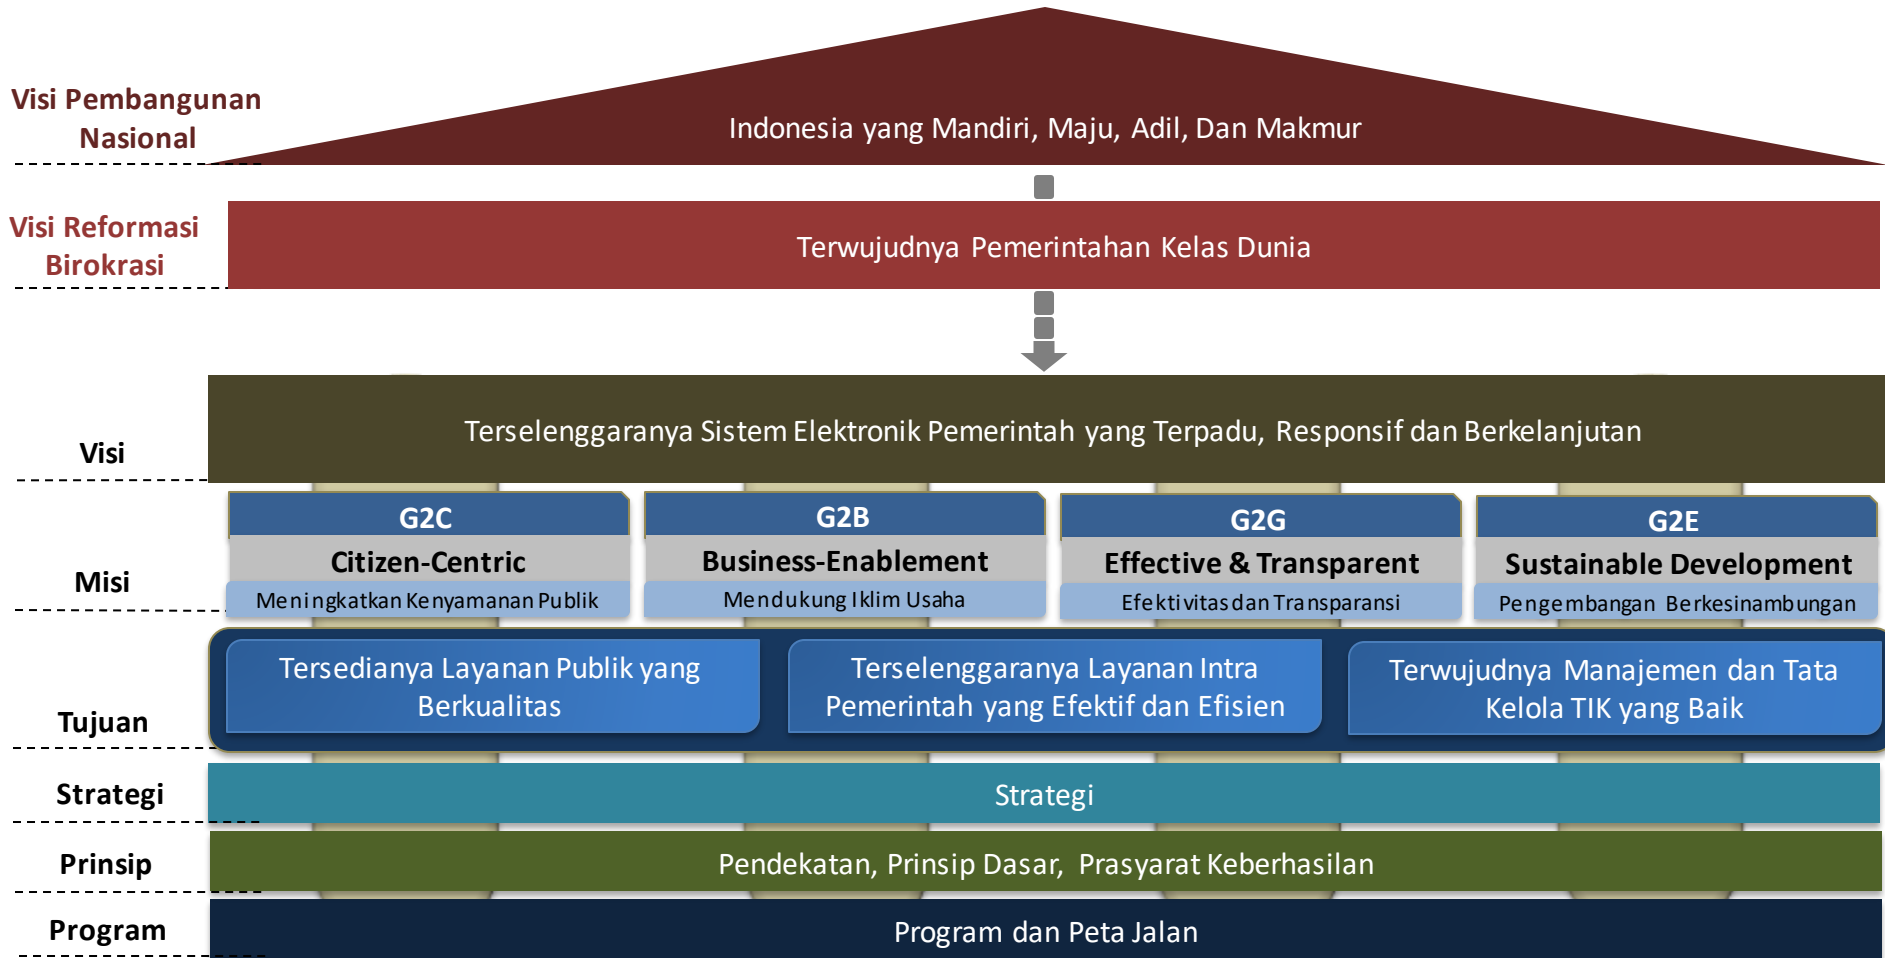 Visi Pembangunan
Nasional
Indonesia yang Mandiri, Maju, Adil, Dan Makmur
Visi Reformasi
Birokrasi
Terwujudnya Pemerintahan Kelas Dunia
Visi
Terselenggaranya Sistem Elektronik Pemerintah yang Terpadu, Responsif dan Berkelanjutan
Misi
G2C
Citizen-Centric
Meningkatkan Kenyamanan Publik
G2B
Business-Enablement
Mendukung Iklim Usaha
G2G
Effective & Transparent
Efektivitas dan Transparansi
G2E
Sustainable Development
Pengembangan Berkesinambungan
Tujuan
Tersedianya Layanan Publik yang
Berkualitas
Terselenggaranya Layanan Intra
Pemerintah yang Efektif dan Efisien
Terwujudnya Manajemen dan Tata
Kelola TIK yang Baik
Strategi
Strategi
Prinsip
Pendekatan, Prinsip Dasar, Prasyarat Keberhasilan
Program
Program dan Peta Jalan